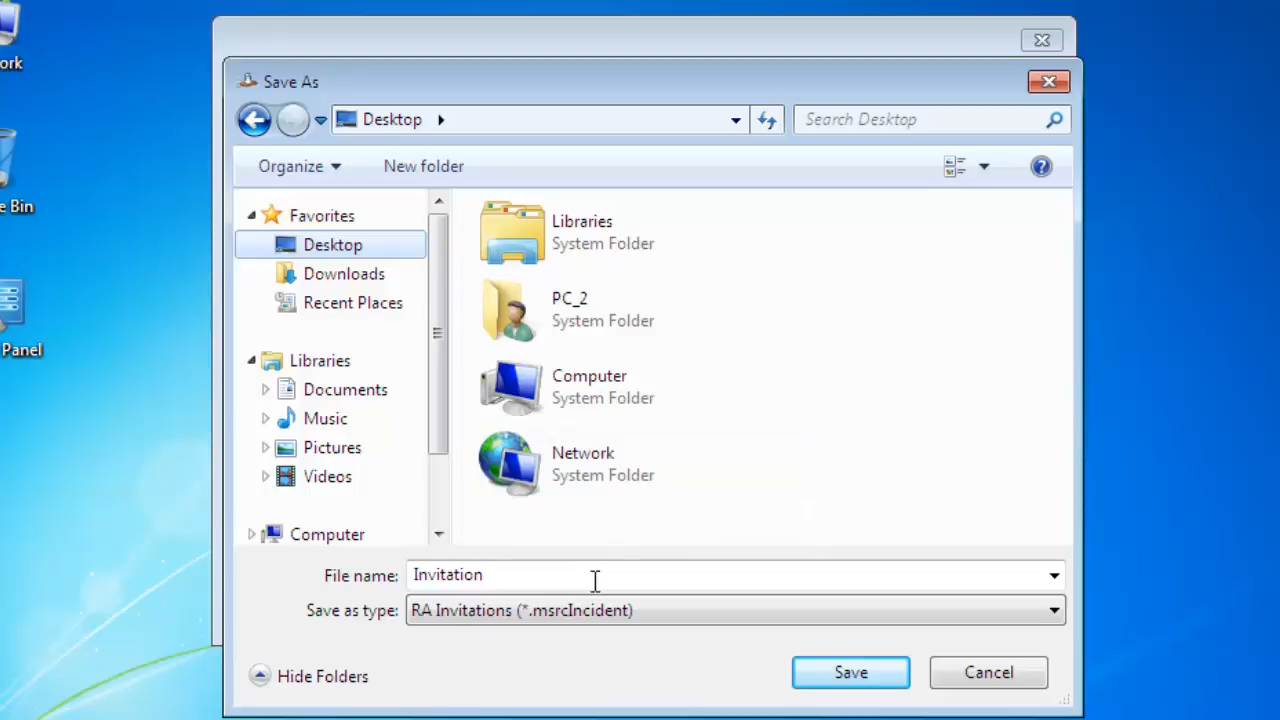 Save As
Desktop
Search Desktop
Organize
New folder
Favorites
Desktop
Downloads
Recent Places
Libraries
Documents
Music
Pictures
Videos
Computer
Libraries
System Folder
PC_2
System Folder
Computer
System Folder
Network
System Folder
File name: Invitation
Save as type: RA Invitations (*.msrcIncident)
Hide Folders
Save
Cancel
ork
e Bin
Panel